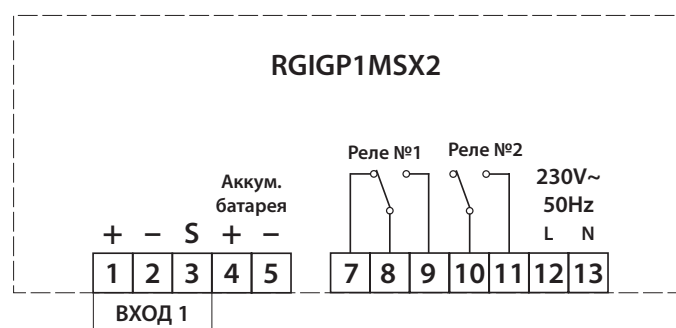 RGIGP1MSX2
Реле №1 Реле №2
Аккум.
батарея
230V~
50Hz
+ − S + − L N
1 2 3 4 5 7 8 9 10 11 12 13
ВХОД 1